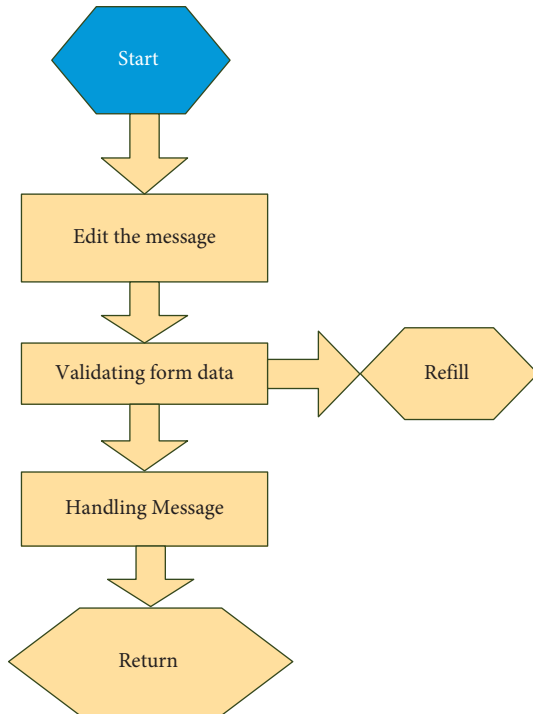 Start
Edit the message
Validating form data
Refill
Handling Message
Return